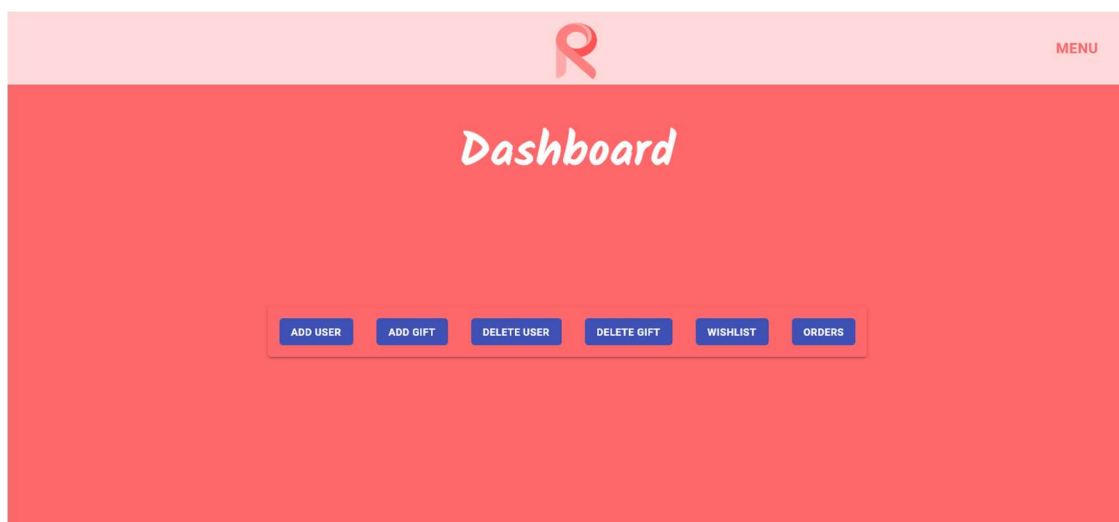 MENU
Dashboard
ADD USER ADD GIFT DELETE USER DELETE GIFT WISHLIST ORDERS